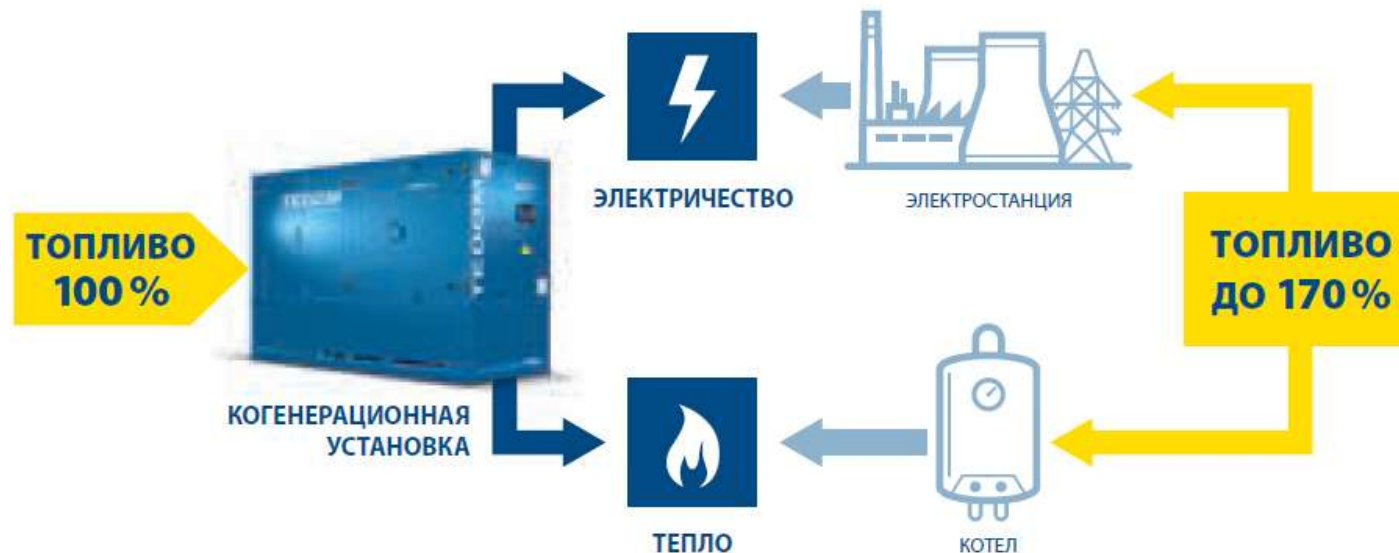 ТОПЛИВО
100 %
КОГЕНЕРАЦИОННАЯ
УСТАНОВКА
ЭЛЕКТРИЧЕСТВО
ТЕПЛО
ЭЛЕКТРОСТАНЦИЯ
КОТЕЛ
ТОПЛИВО
ДО 170 %